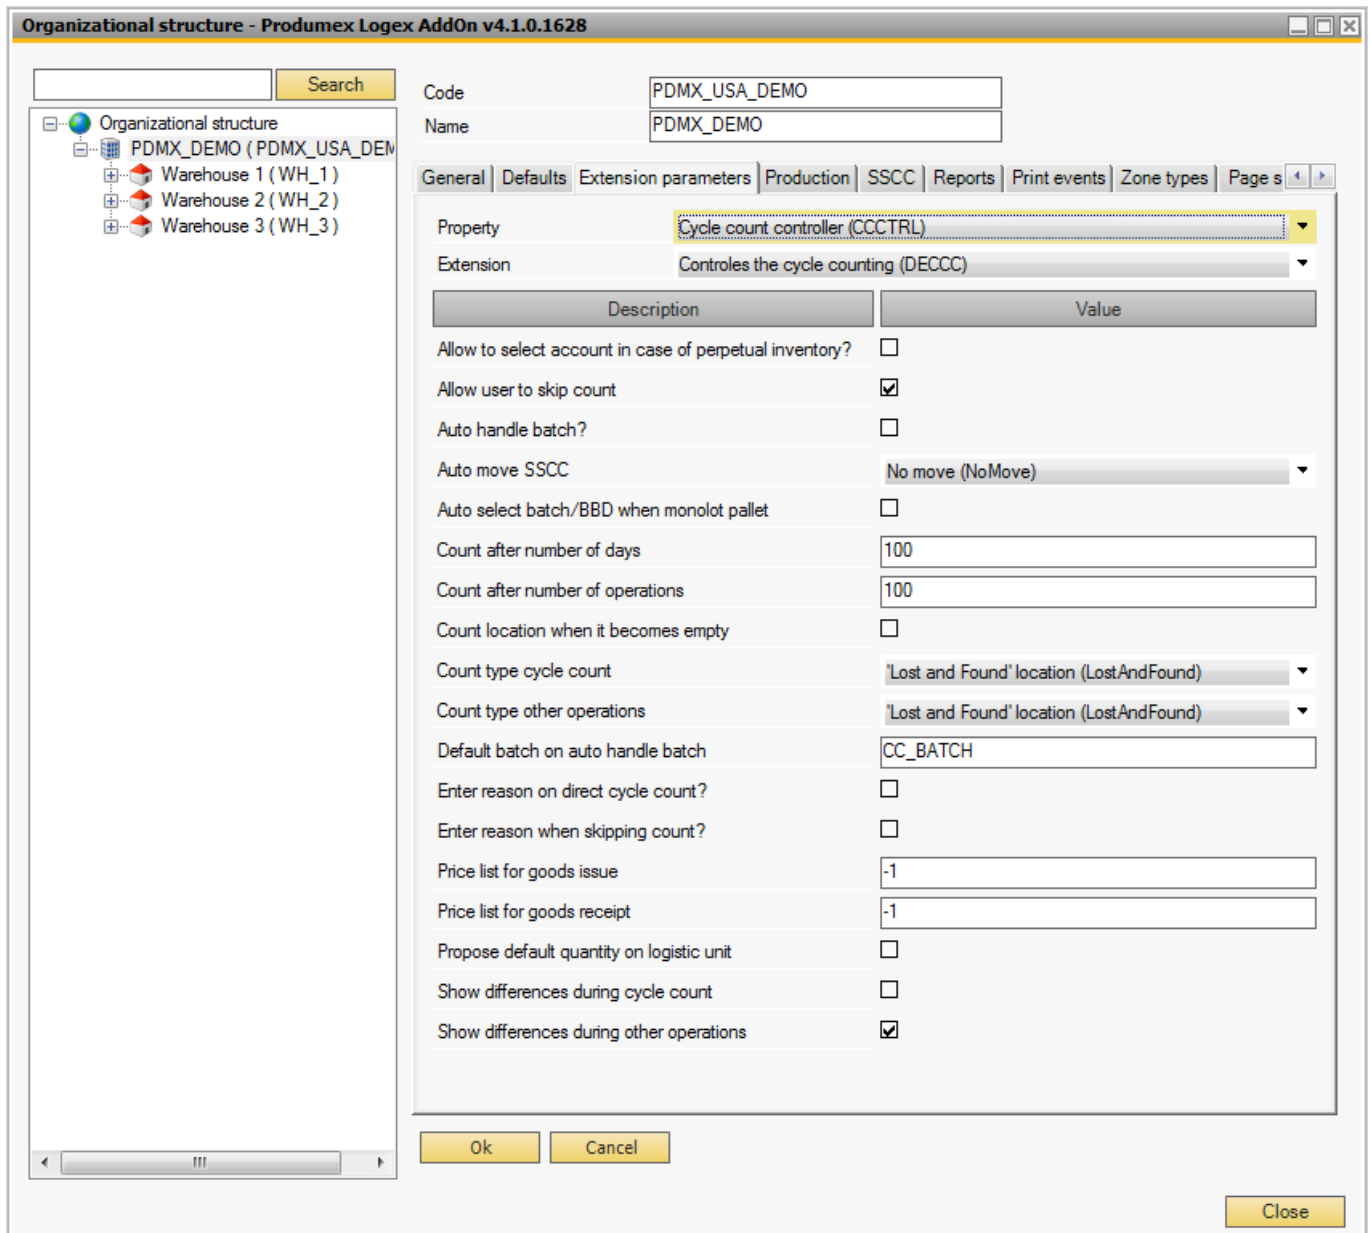 Organizational structure - Produmex Logex AddOn v4.1.0.1628
Search
Organizational structure
PDMX_DEMO ( PDMX_USA_DEM
Warehouse 1 ( WH_1 )
Warehouse 2 ( WH_2 )
Warehouse 3 ( WH_3 )
Code PDMX_USA_DEMO
Name PDMX_DEMO
General Defaults Extension parameters Production SSCC Reports Print events Zone types Page s
Property Cycle count controller (CCCTRL)
Extension Controles the cycle counting (DECCC)
Description Value
Allow to select account in case of perpetual inventory?
Allow user to skip count
Auto handle batch?
Auto move SSCC No move (NoMove)
Auto select batch/BBD when monolot pallet
Count after number of days 100
Count after number of operations 100
Count location when it becomes empty
Count type cycle count 'Lost and Found' location (LostAndFound)
Count type other operations 'Lost and Found' location (LostAndFound)
Default batch on auto handle batch CC_BATCH
Enter reason on direct cycle count?
Enter reason when skipping count?
Price list for goods issue -1
Price list for goods receipt -1
Propose default quantity on logistic unit
Show differences during cycle count
Show differences during other operations
Ok Cancel
Close